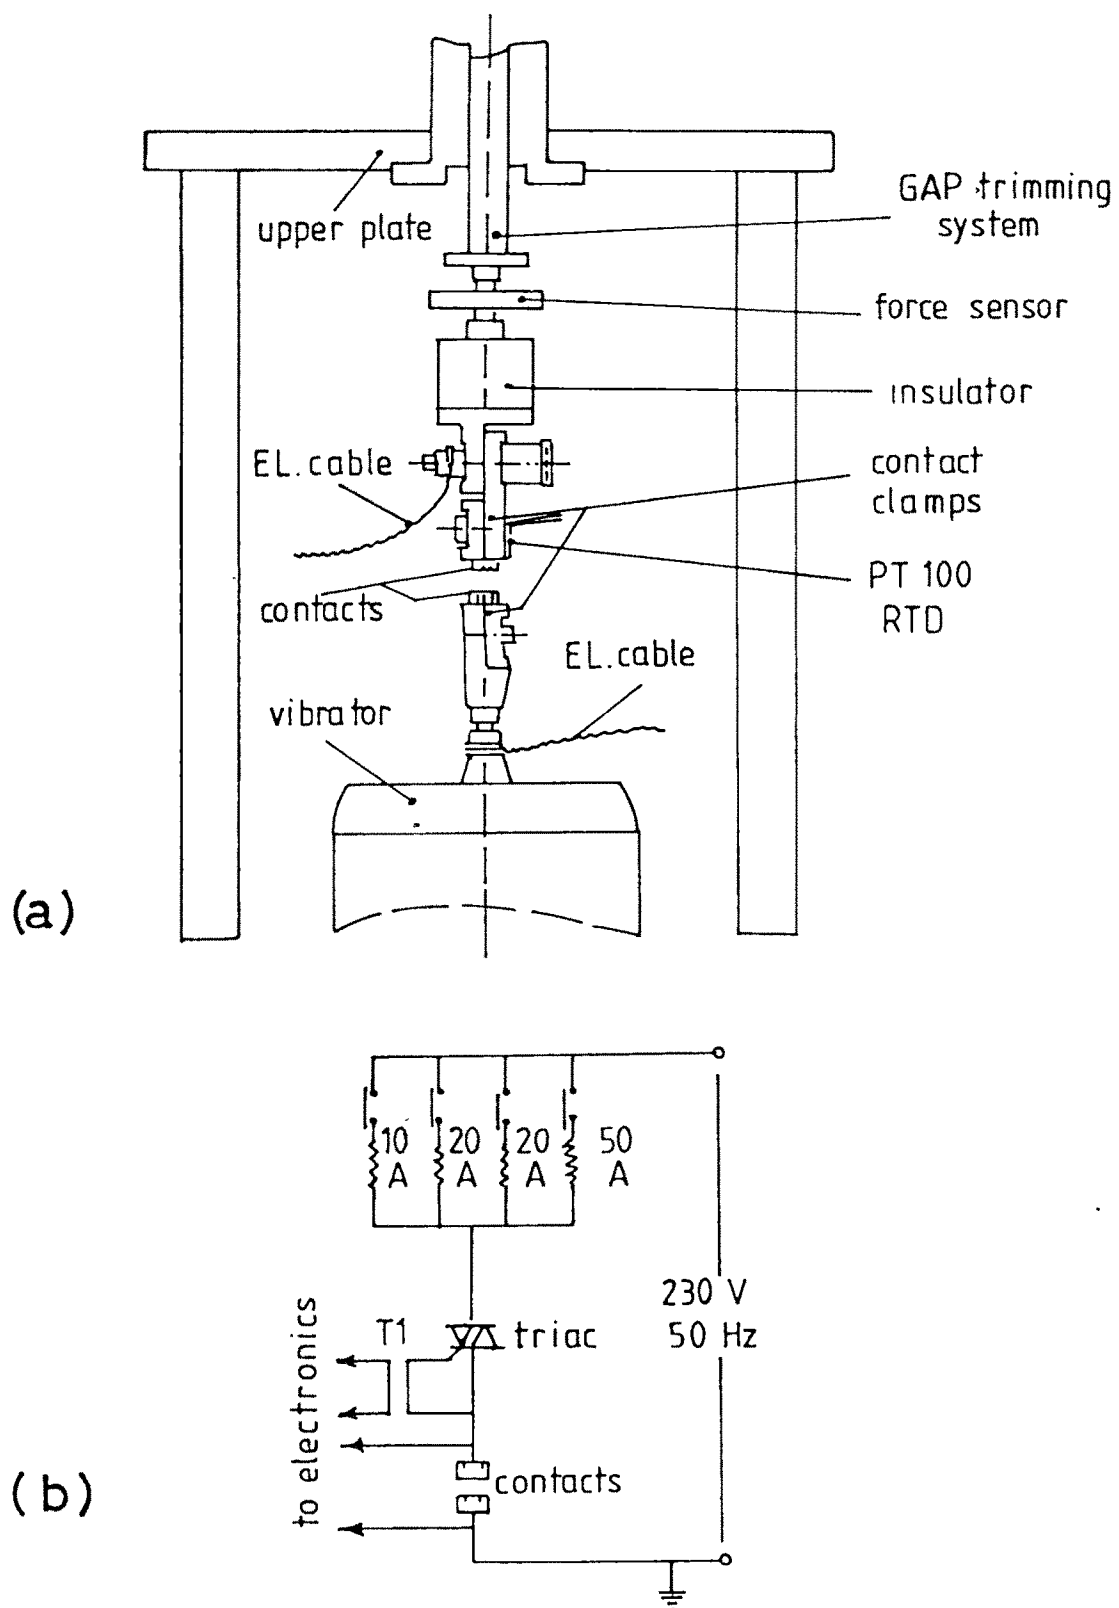 upper plate
GAP trimming
system
force sensor
insulator
EL.cable
contact
clamps
PT 100
RTD
contacts
EL.cable
vibrator
(a)
10
A
20
A
20
A
50
A
230 V
50 Hz
T1
triac
to electronics
contacts
(b)